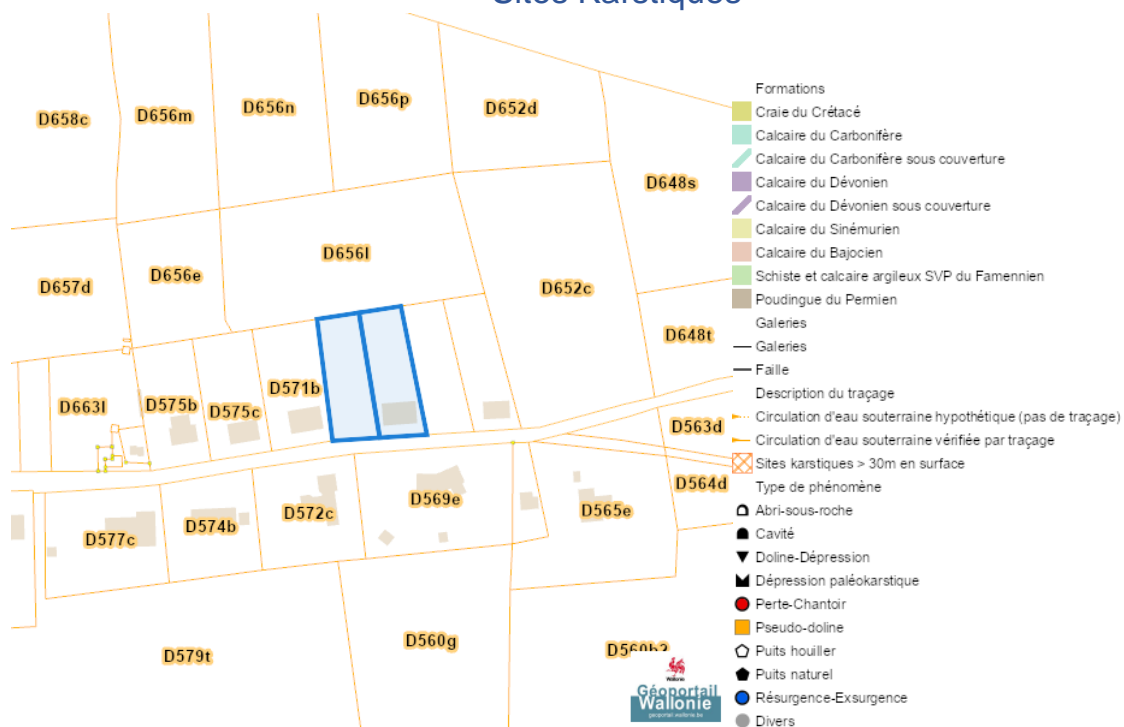 Sites Karstiques
D658c
D656m
D656n
D656p
D652d
D648s
D657d
D656e
D656l
D652c
D648t
D663l
D575b
D575c
D571b
D563d
D564d
D577c
D574b
D572c
D569e
D565e
D579t
D560g
D560b2
Formations
Craie du Crétacé
Calcaire du Carbonifère
Calcaire du Carbonifère sous couverture
Calcaire du Dévonien
Calcaire du Dévonien sous couverture
Calcaire du Sinémurien
Calcaire du Bajocien
Schiste et calcaire argileux SVP du Famennien
Poudingue du Permien
Galeries
Galeries
Faille
Description du traçage
Circulation d'eau souterraine hypothétique (pas de traçage)
Circulation d'eau souterraine vérifiée par traçage
Sites karstiques > 30m en surface
Type de phénomène
Abri-sous-roche
Cavité
Doline-Dépression
Dépression paléokarstique
Perte-Chantoir
Pseudo-doline
Puits houiller
Puits naturel
Résurgence-Exsurgence
Divers
Wallonie
Géoportail
Wallonie
geoportail.wallonie.be